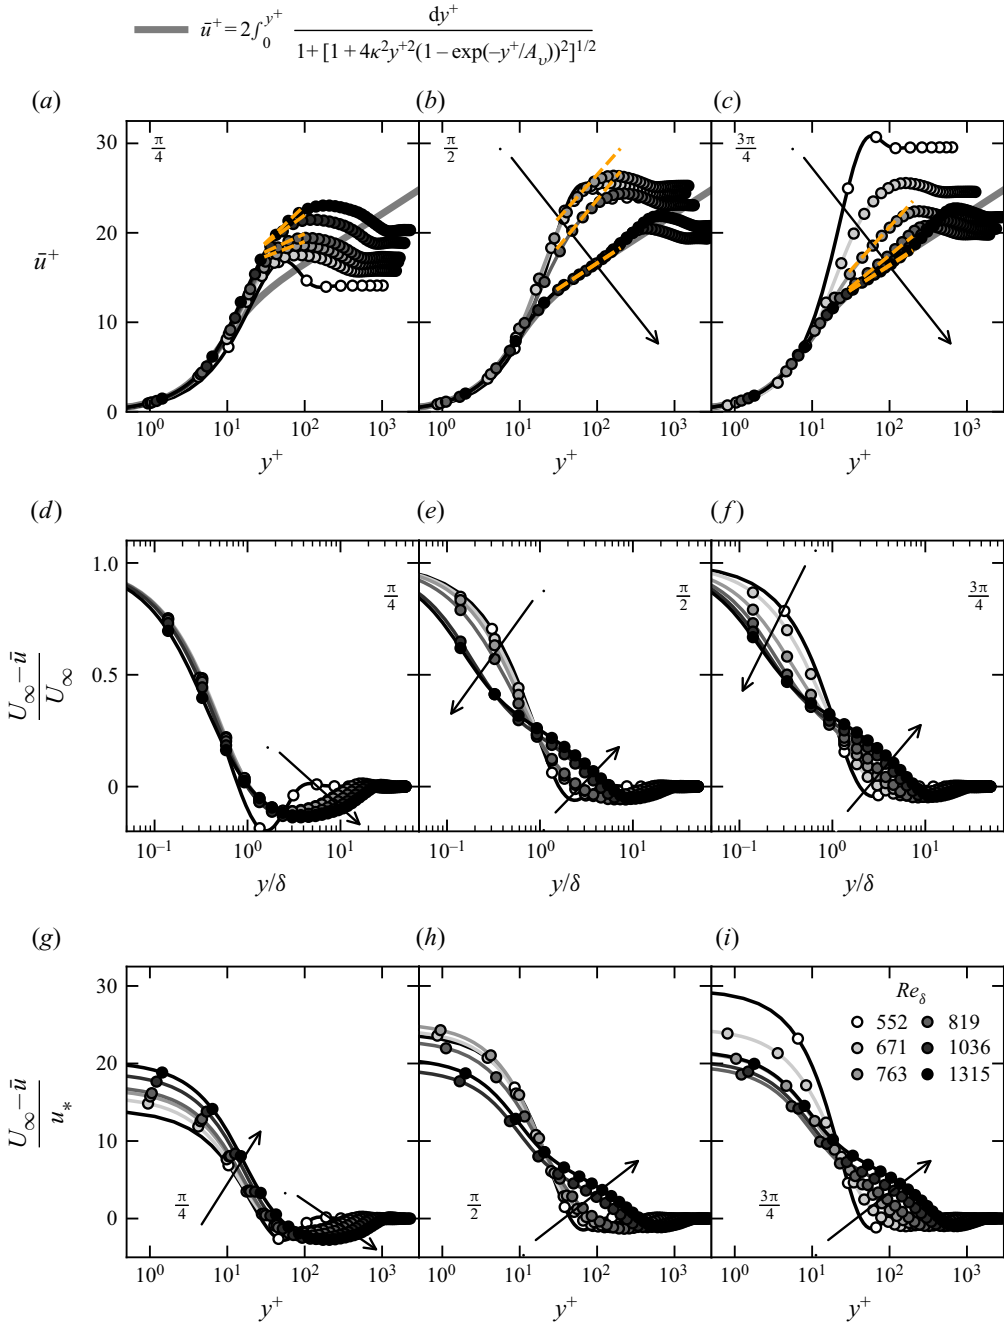 ū⁺ = 2∫₀^{y⁺} dy⁺ / 1 + [1 + 4κ²y⁺²(1 – exp(–y⁺/A_υ))²]^{1/2}
(a) (b) (c)
30
20
10
0
ū⁺
π/4 π/2 3π/4
10⁰ 10¹ 10² 10³ 10⁰ 10¹ 10² 10³ 10⁰ 10¹ 10² 10³
y⁺ y⁺ y⁺
(d) (e) (f)
1.0
0.5
0
U∞ – ū / U∞
π/4 π/2 3π/4
10⁻¹ 10⁰ 10¹ 10⁻¹ 10⁰ 10¹ 10⁻¹ 10⁰ 10¹
y/δ y/δ y/δ
(g) (h) (i)
30
20
10
0
U∞ – ū / u*
π/4 π/2 3π/4
Re_δ
552 819
671 1036
763 1315
10⁰ 10¹ 10² 10³ 10⁰ 10¹ 10² 10³ 10⁰ 10¹ 10² 10³
y⁺ y⁺ y⁺